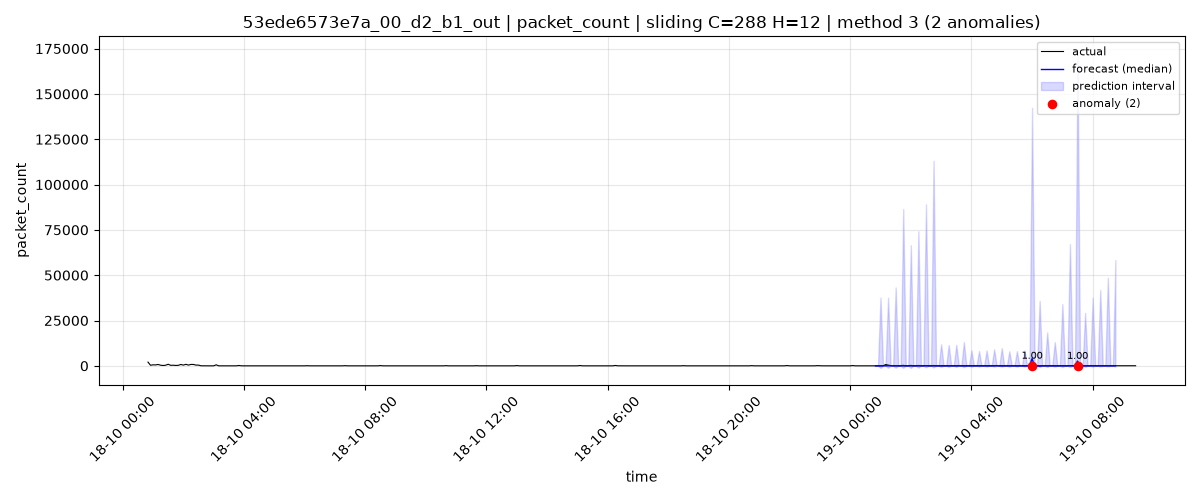 53ede6573e7a_00_d2_b1_out | packet_count | sliding C=288 H=12 | method 3 (2 anomalies)
175000
150000
125000
100000
75000
50000
25000
0
packet_count
actual
forecast (median)
prediction interval
anomaly (2)
1.00
1.00
18-10 00:00
18-10 04:00
18-10 08:00
18-10 12:00
18-10 16:00
18-10 20:00
19-10 00:00
19-10 04:00
19-10 08:00
time